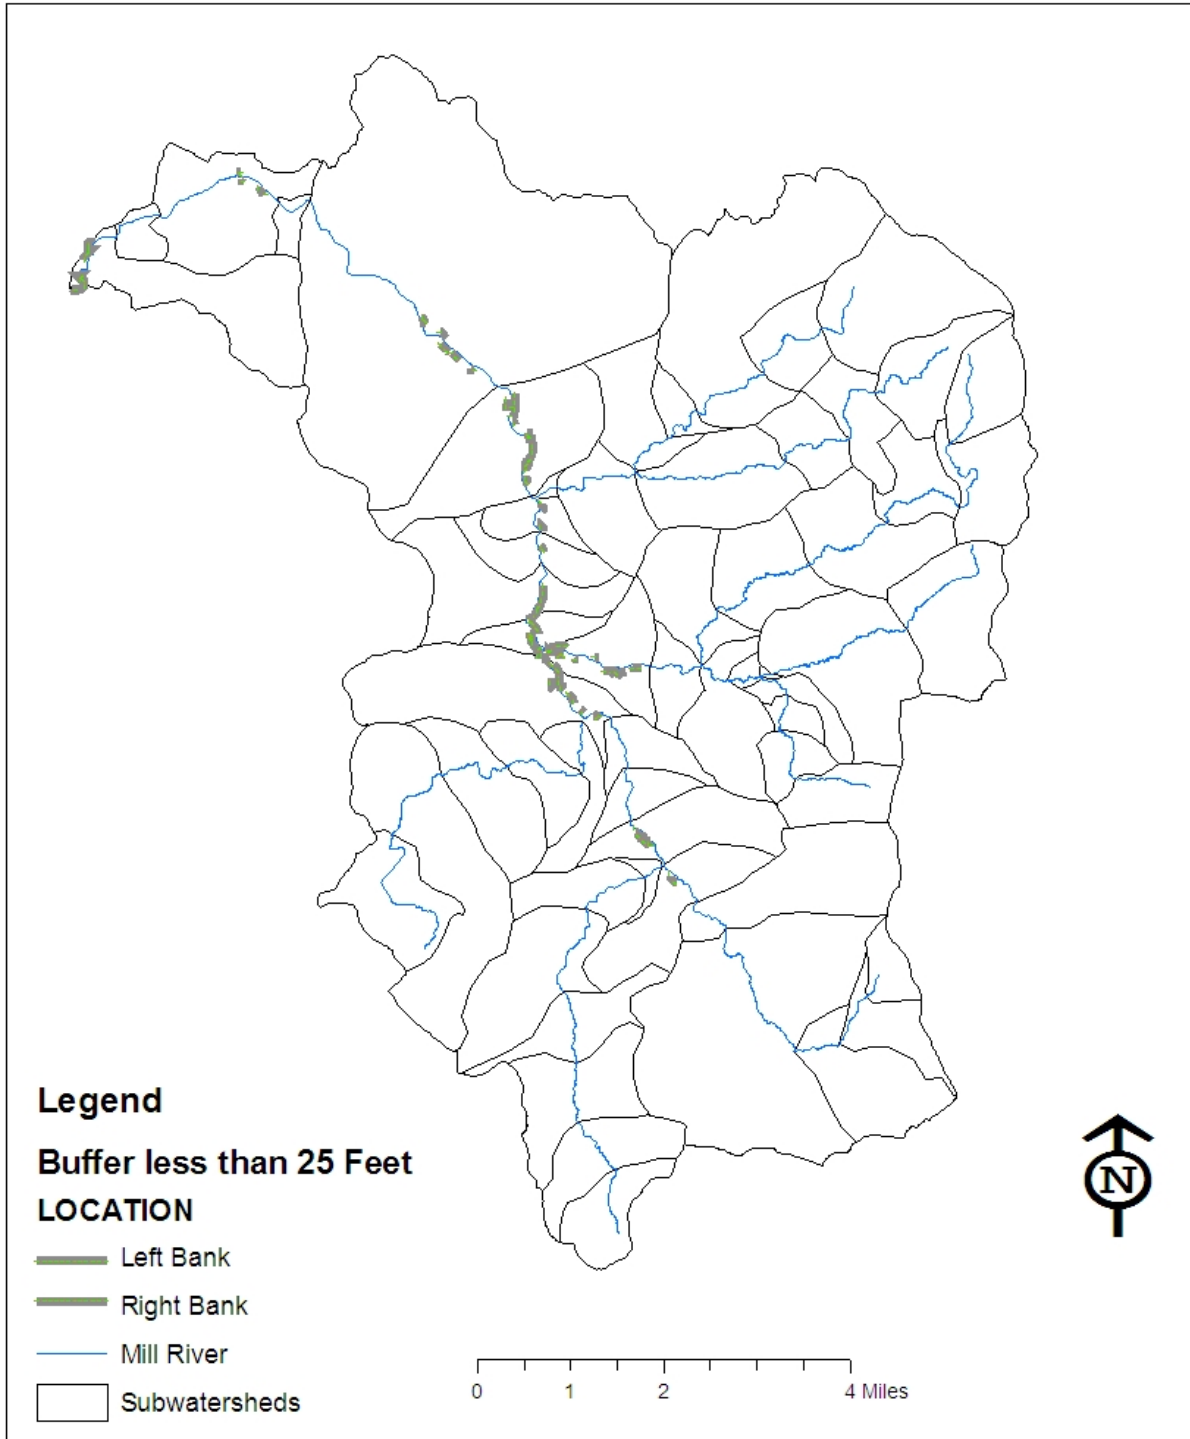 Legend
Buffer less than 25 Feet
LOCATION
Left Bank
Right Bank
Mill River
Subwatersheds
0 1 2 4 Miles
N